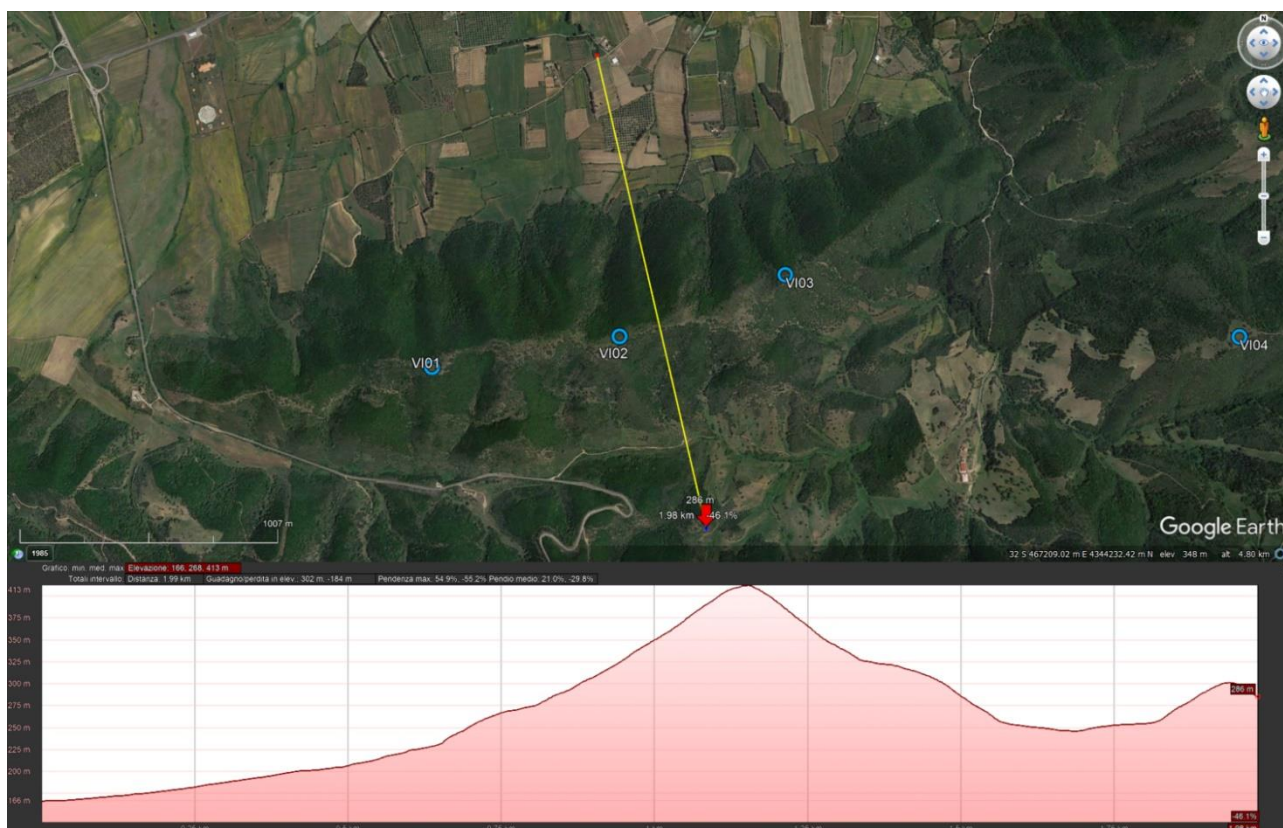 N
VI03
VI02
VI04
VI01
286 m
1.98 km -46.1%
1007 m
Google Earth
1985
32 S 467209.02 m E 4344232.42 m N elev 348 m alt 4.80 km
Grafico: min. med. max Elevazione: 166, 268, 413 m
Totali intervallo: Distanza: 1.99 km Guadagno/perdita in elev.: 302 m, -184 m Pendenza max. 54.9%, -55.2% Pendio medio: 21.0%, -29.8%
413 m
375 m
350 m
325 m
300 m
286 m
275 m
250 m
225 m
200 m
166 m
-46.1%